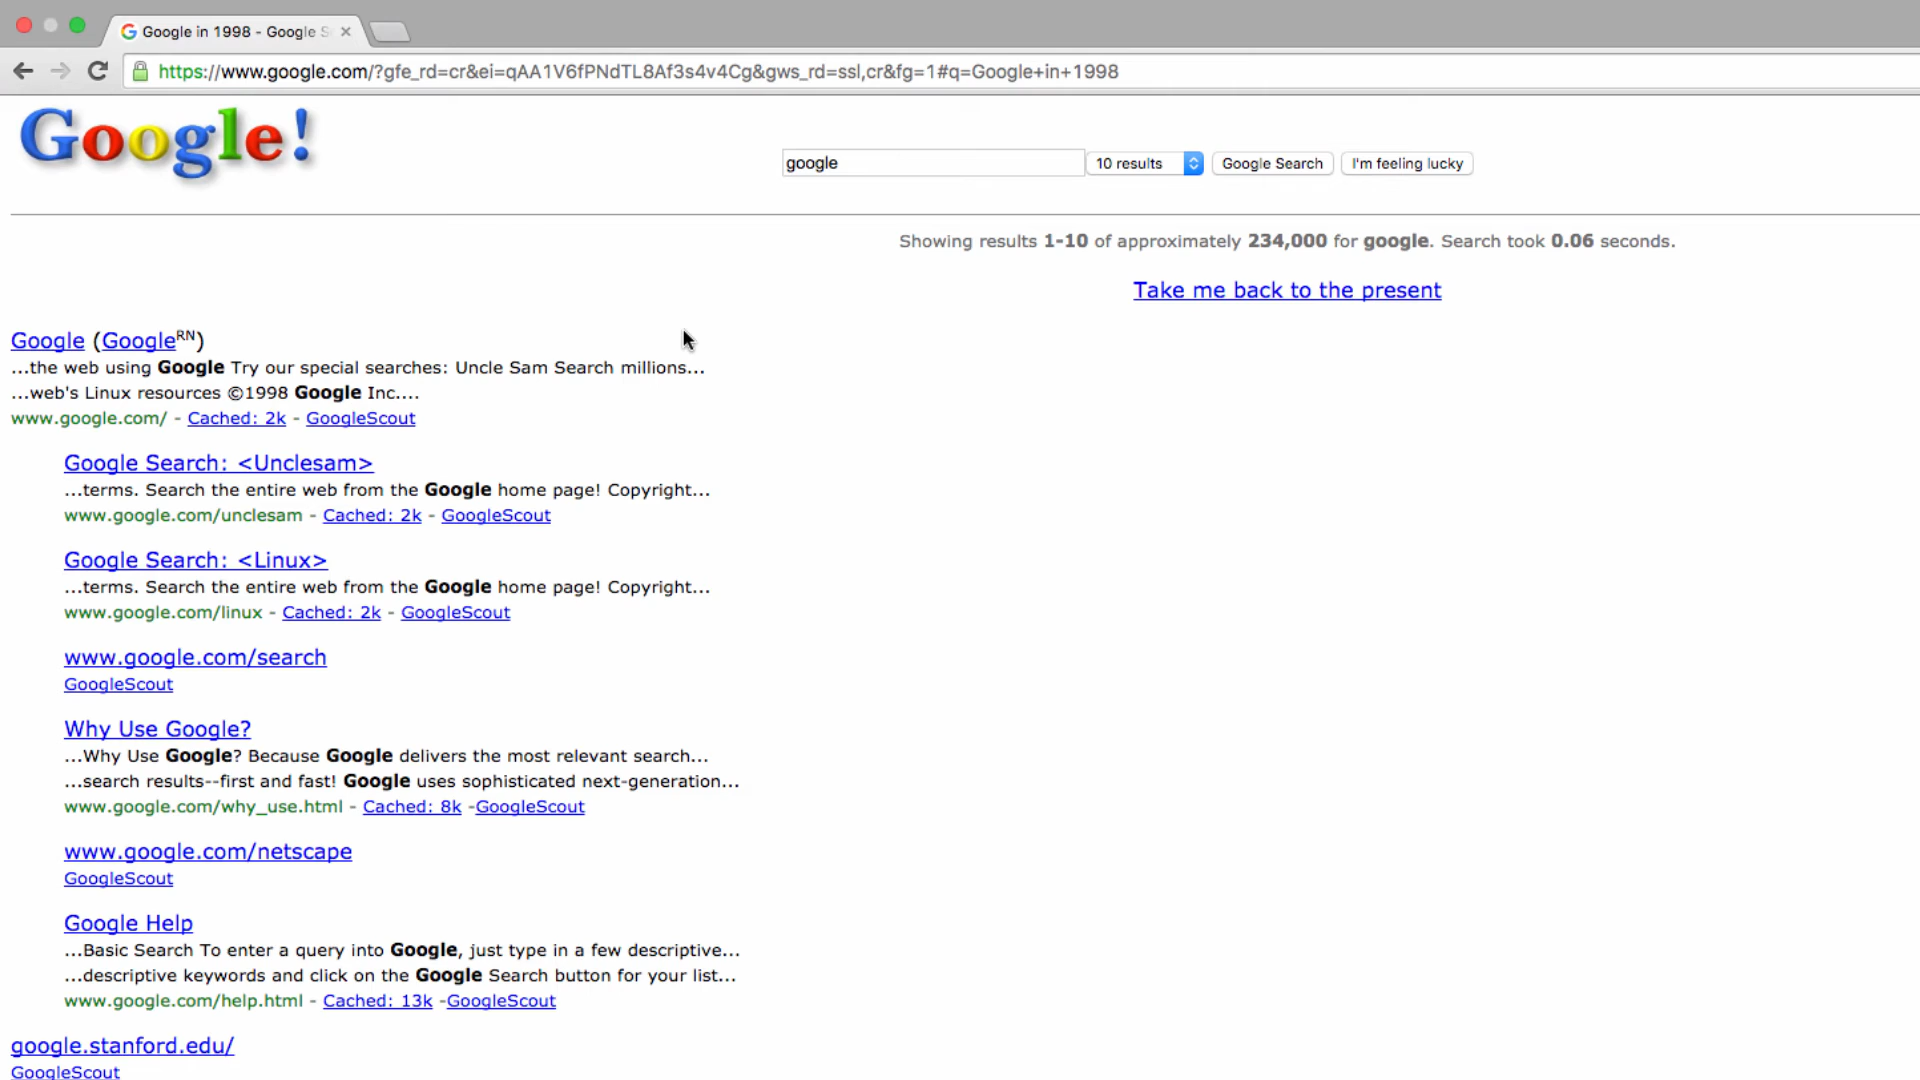 Google in 1998 - Google S
https://www.google.com/?gfe_rd=cr&ei=qAA1V6fPNdTL8Af3s4v4Cg&gws_rd=ssl,cr&fg=1#q=Google+in+1998
Google!
google
10 results
Google Search
I'm feeling lucky
Showing results 1-10 of approximately 234,000 for google. Search took 0.06 seconds.
Take me back to the present
Google (GoogleRN)
...the web using Google Try our special searches: Uncle Sam Search millions...
...web's Linux resources ©1998 Google Inc....
www.google.com/ - Cached: 2k - GoogleScout
Google Search: <Unclesam>
...terms. Search the entire web from the Google home page! Copyright...
www.google.com/unclesam - Cached: 2k - GoogleScout
Google Search: <Linux>
...terms. Search the entire web from the Google home page! Copyright...
www.google.com/linux - Cached: 2k - GoogleScout
www.google.com/search
GoogleScout
Why Use Google?
...Why Use Google? Because Google delivers the most relevant search...
...search results--first and fast! Google uses sophisticated next-generation...
www.google.com/why_use.html - Cached: 8k -GoogleScout
www.google.com/netscape
GoogleScout
Google Help
...Basic Search To enter a query into Google, just type in a few descriptive...
...descriptive keywords and click on the Google Search button for your list...
www.google.com/help.html - Cached: 13k -GoogleScout
google.stanford.edu/
GoogleScout